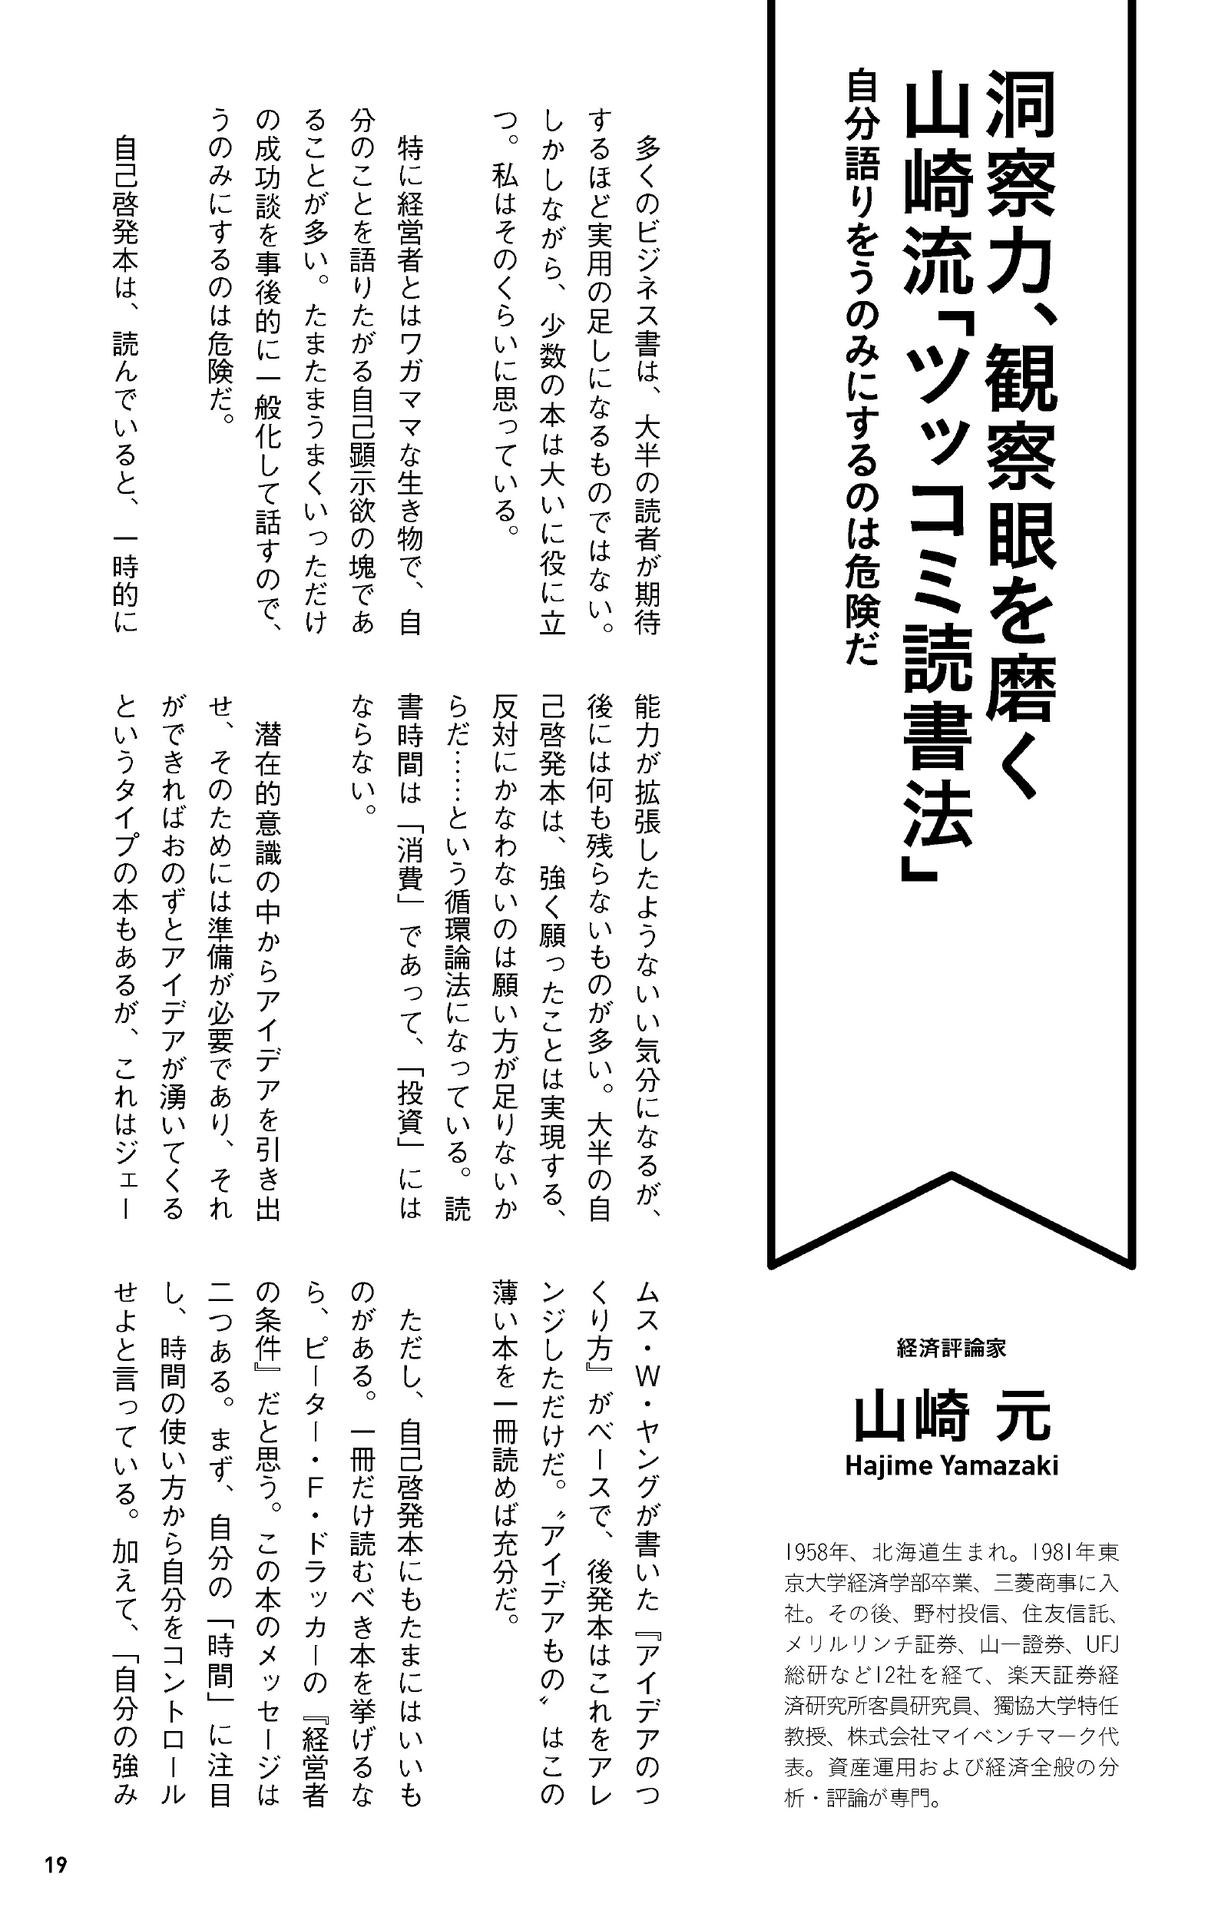 洞察力、観察眼を磨く
山崎流「ツッコミ読書法」
自分語りをうのみにするのは危険だ
経済評論家
山崎 元
Hajime Yamazaki
1958年、北海道生まれ。1981年東
京大学経済学部卒業、三菱商事に入
社。その後、野村投信、住友信託、
メリルリンチ証券、山一證券、UFJ
総研など12社を経て、楽天証券経
済研究所客員研究員、獨協大学特任
教授、株式会社マイベンチマーク代
表。資産運用および経済全般の分
析・評論が専門。
多くのビジネス書は、大半の読者が期待
するほど実用の足しになるものではない。
しかしながら、少数の本は大いに役に立
つ。私はそのくらいに思っている。
特に経営者とはワガママな生き物で、自
分のことを語りたがる自己顕示欲の塊であ
ることが多い。たまたまうまくいっただけ
の成功談を事後的に一般化して話すので、
うのみにするのは危険だ。
自己啓発本は、読んでいると、一時的に
能力が拡張したようないい気分になるが、
後には何も残らないものが多い。大半の自
己啓発本は、強く願ったことは実現する、
反対にかなわないのは願い方が足りないか
らだ……という循環論法になっている。読
書時間は「消費」であって、「投資」には
ならない。
潜在的意識の中からアイデアを引き出
せ、そのためには準備が必要であり、それ
ができればおのずとアイデアが湧いてくる
というタイプの本もあるが、これはジェー
ムス・W・ヤングが書いた『アイデアのつ
くり方』がベースで、後発本はこれをアレ
ンジしただけだ。〝アイデアもの〟はこの
薄い本を一冊読めば充分だ。
ただし、自己啓発本にもたまにはいいも
のがある。一冊だけ読むべき本を挙げるな
ら、ピーター・F・ドラッカーの『経営者
の条件』だと思う。この本のメッセージは
二つある。まず、自分の「時間」に注目
し、時間の使い方から自分をコントロール
せよと言っている。加えて、「自分の強み
19